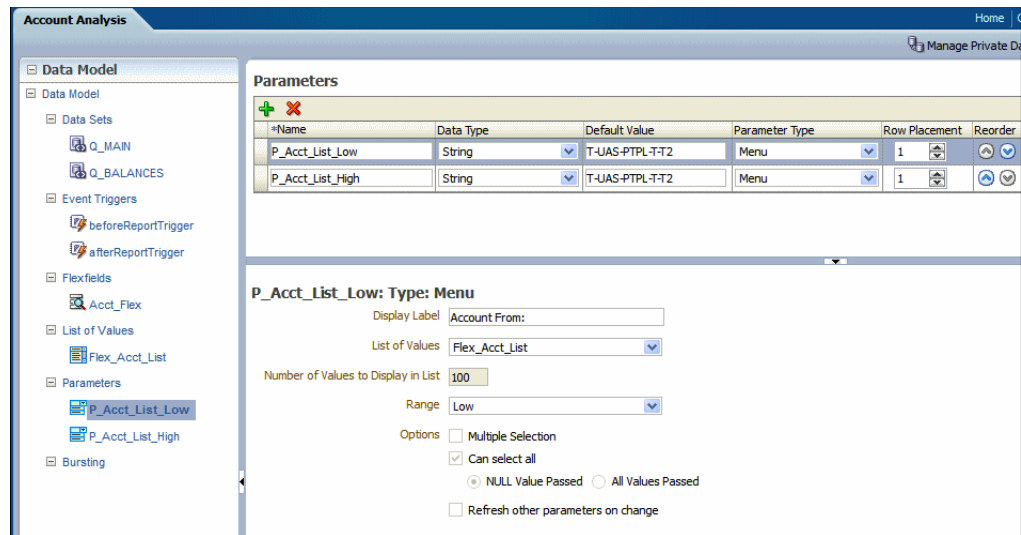 Account Analysis
Home
Manage Private Da
Data Model
Data Model
Data Sets
Q_MAIN
Q_BALANCES
Event Triggers
beforeReportTrigger
afterReportTrigger
Flexfields
Acct_Flex
List of Values
Flex_Acct_List
Parameters
P_Acct_List_Low
P_Acct_List_High
Bursting
Parameters
*Name Data Type Default Value Parameter Type Row Placement Reorder
P_Acct_List_Low String T-UAS-PTPL-T-T2 Menu 1
P_Acct_List_High String T-UAS-PTPL-T-T2 Menu 1
P_Acct_List_Low: Type: Menu
Display Label Account From:
List of Values Flex_Acct_List
Number of Values to Display in List 100
Range Low
Options Multiple Selection
Can select all
NULL Value Passed All Values Passed
Refresh other parameters on change